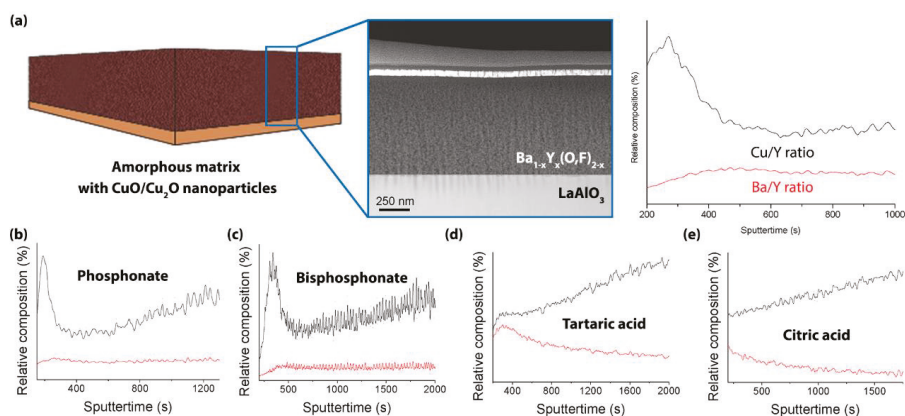 (a)
Amorphous matrix
with CuO/Cu₂O nanoparticles
Ba₁₋ₓYₓ(O,F)₂₋ₓ
LaAlO₃
250 nm
Relative composition (%)
Cu/Y ratio
Ba/Y ratio
200 400 600 800 1000
Sputtertime (s)
(b)
Phosphonate
Relative composition (%)
400 800 1200
Sputtertime (s)
(c)
Bisphosphonate
Relative composition (%)
500 1000 1500 2000
Sputtertime (s)
(d)
Tartaric acid
Relative composition (%)
400 800 1200 1600 2000
Sputtertime (s)
(e)
Citric acid
Relative composition (%)
500 1000 1500
Sputtertime (s)